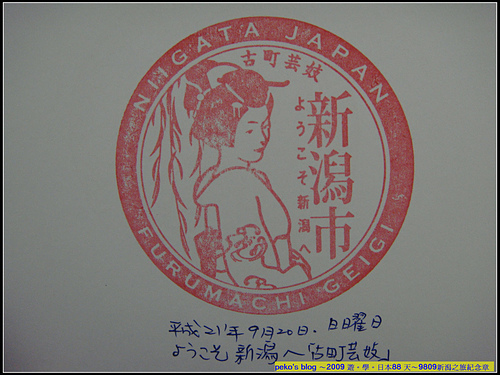 NIIGATA JAPAN
古町芸妓
新潟市
ようこそ新潟へ
FURUMACHI GEIGI
平成21年9月20日・日曜日
ようこそ新潟へ「古町芸妓」
peko's blog ～2009 遊‧學‧日本88 天～9809新潟之旅紀念章